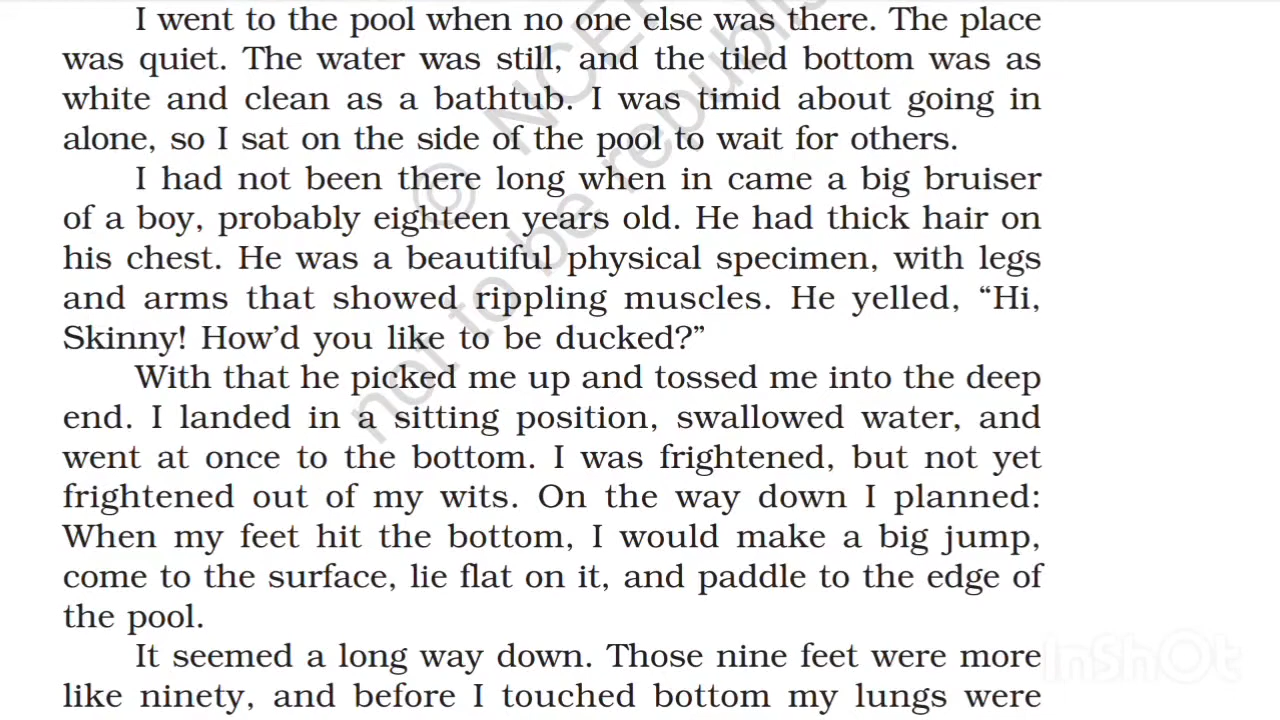 I went to the pool when no one else was there. The place
was quiet. The water was still, and the tiled bottom was as
white and clean as a bathtub. I was timid about going in
alone, so I sat on the side of the pool to wait for others.
I had not been there long when in came a big bruiser
of a boy, probably eighteen years old. He had thick hair on
his chest. He was a beautiful physical specimen, with legs
and arms that showed rippling muscles. He yelled, “Hi,
Skinny! How’d you like to be ducked?”
With that he picked me up and tossed me into the deep
end. I landed in a sitting position, swallowed water, and
went at once to the bottom. I was frightened, but not yet
frightened out of my wits. On the way down I planned:
When my feet hit the bottom, I would make a big jump,
come to the surface, lie flat on it, and paddle to the edge of
the pool.
It seemed a long way down. Those nine feet were more
like ninety, and before I touched bottom my lungs were
© NCER
not to be republis
InShOt